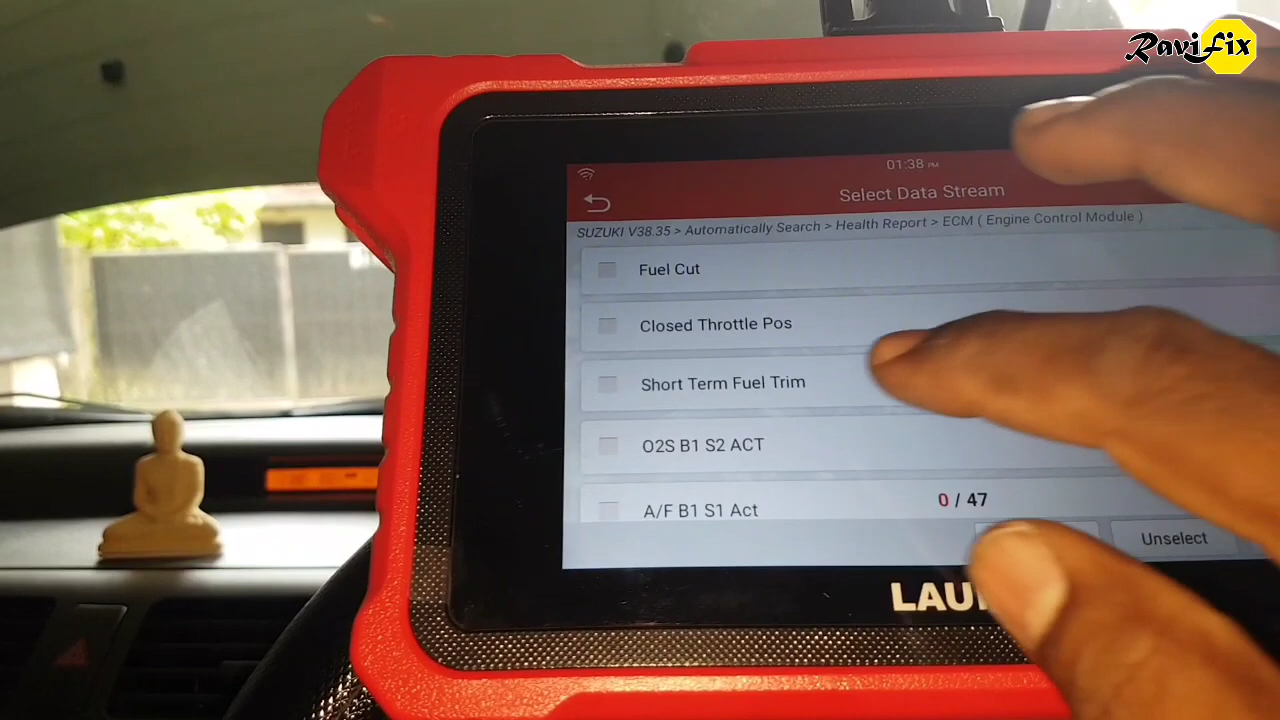 RaviFix
01:38 PM
Select Data Stream
SUZUKI V38.35 > Automatically Search > Health Report > ECM ( Engine Control Module )
Fuel Cut
Closed Throttle Pos
Short Term Fuel Trim
O2S B1 S2 ACT
A/F B1 S1 Act
0 / 47
Unselect
LAU